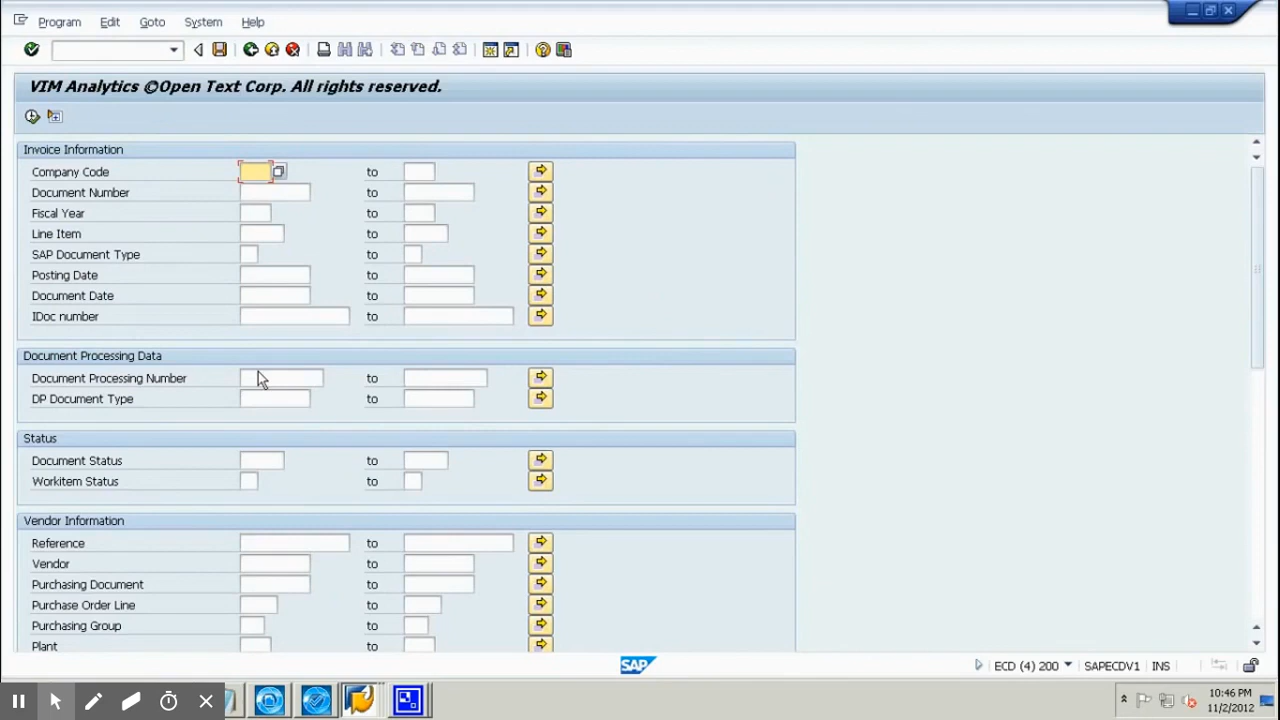 Program Edit Goto System Help
VIM Analytics ©Open Text Corp. All rights reserved.
Invoice Information
Company Code to
Document Number to
Fiscal Year to
Line Item to
SAP Document Type to
Posting Date to
Document Date to
IDoc number to
Document Processing Data
Document Processing Number to
DP Document Type to
Status
Document Status to
Workitem Status to
Vendor Information
Reference to
Vendor to
Purchasing Document to
Purchase Order Line to
Purchasing Group to
Plant to
SAP ECD (4) 200 SAPECDV1 INS
10:46 PM
11/2/2012